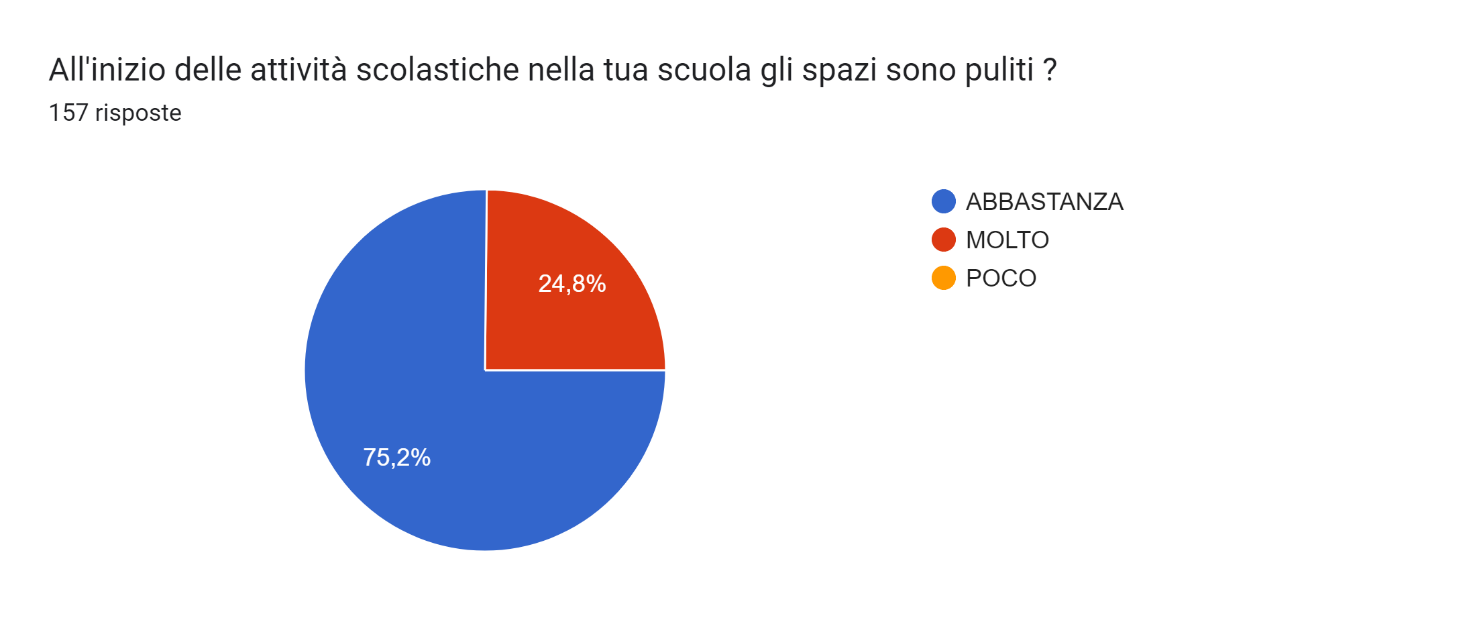 All'inizio delle attività scolastiche nella tua scuola gli spazi sono puliti ?
157 risposte
ABBASTANZA
MOLTO
POCO
24,8%
75,2%